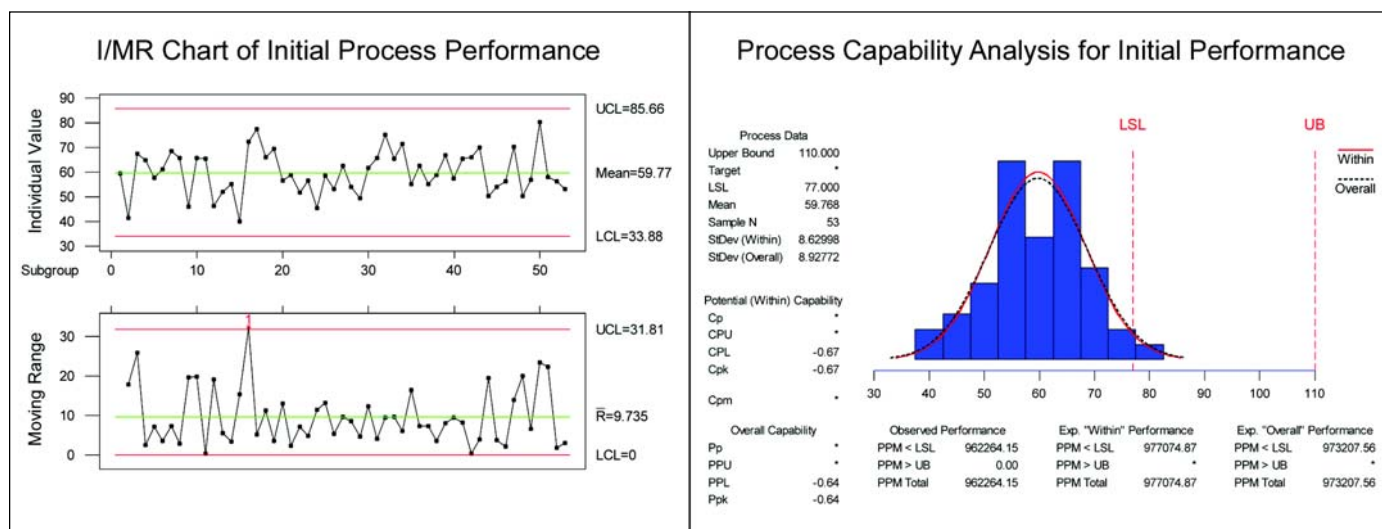 I/MR Chart of Initial Process Performance
90
80
70
60
50
40
30
Individual Value
UCL=85.66
Mean=59.77
LCL=33.88
Subgroup 0 10 20 30 40 50
1
30
20
10
0
Moving Range
UCL=31.81
R̅=9.735
LCL=0
Process Capability Analysis for Initial Performance
LSL UB
Within
Overall
Process Data
Upper Bound 110.000
Target *
LSL 77.000
Mean 59.768
Sample N 53
StDev (Within) 8.62998
StDev (Overall) 8.92772
Potential (Within) Capability
Cp *
CPU *
CPL -0.67
Cpk -0.67
Cpm *
30 40 50 60 70 80 90 100 110
Overall Capability
Pp *
PPU *
PPL -0.64
Ppk -0.64
Observed Performance
PPM < LSL 962264.15
PPM > UB 0.00
PPM Total 962264.15
Exp. "Within" Performance
PPM < LSL 977074.87
PPM > UB *
PPM Total 977074.87
Exp. "Overall" Performance
PPM < LSL 973207.56
PPM > UB *
PPM Total 973207.56